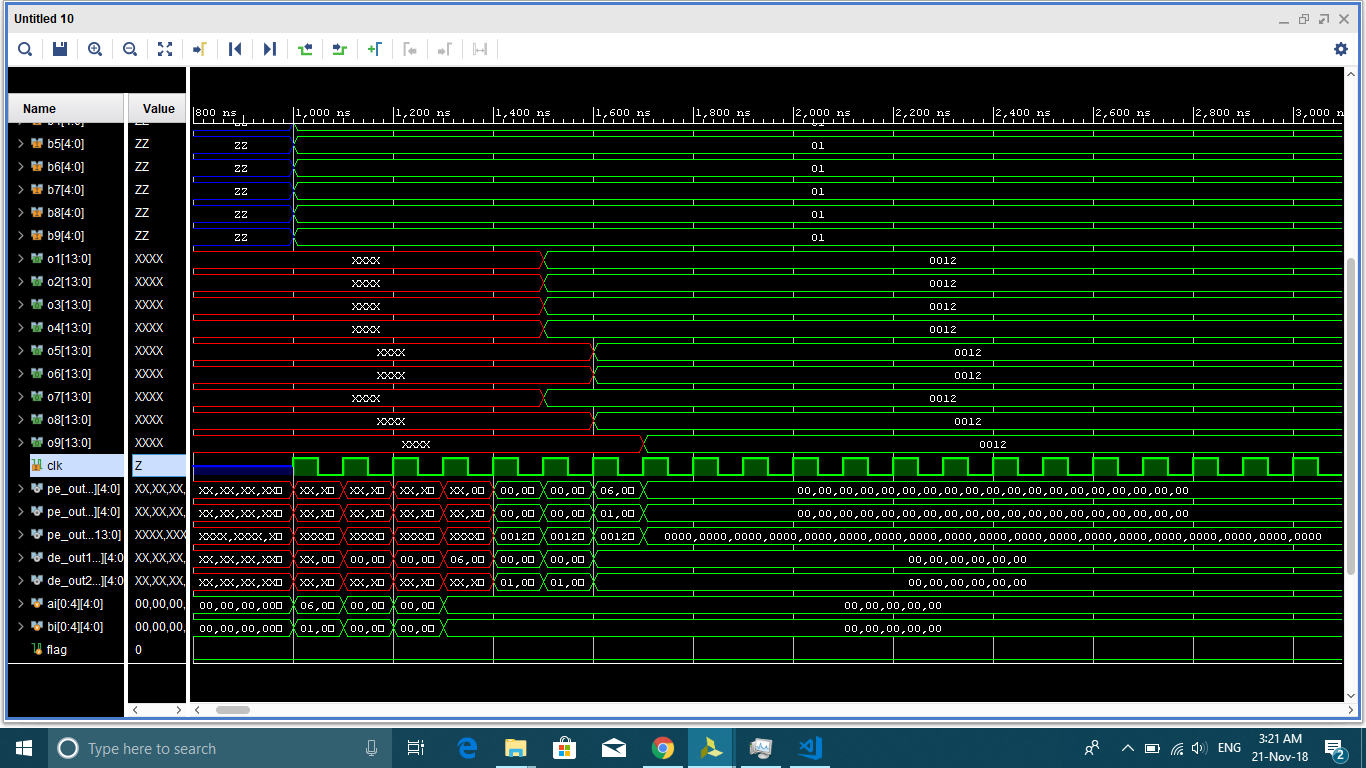 Untitled 10
Name Value
800 ns 1,000 ns 1,200 ns 1,400 ns 1,600 ns 1,800 ns 2,000 ns 2,200 ns 2,400 ns 2,600 ns 2,800 ns 3,000 n
b5[4:0] ZZ ZZ 01
b6[4:0] ZZ ZZ 01
b7[4:0] ZZ ZZ 01
b8[4:0] ZZ ZZ 01
b9[4:0] ZZ ZZ 01
o1[13:0] XXXX XXXX 0012
o2[13:0] XXXX XXXX 0012
o3[13:0] XXXX XXXX 0012
o4[13:0] XXXX XXXX 0012
o5[13:0] XXXX XXXX 0012
o6[13:0] XXXX XXXX 0012
o7[13:0] XXXX XXXX 0012
o8[13:0] XXXX XXXX 0012
o9[13:0] XXXX XXXX 0012
clk Z
pe_out...][4:0] XX,XX,XX, XX,XX,XX,XX□ XX,X□ XX,X□ XX,X□ XX,0□ 00,0□ 00,0□ 06,0□ 00,00,00,00,00,00,00,00,00,00,00,00,00,00,00,00
pe_out...][4:0] XX,XX,XX, XX,XX,XX,XX□ XX,X□ XX,X□ XX,X□ XX,X□ 00,0□ 00,0□ 01,0□ 00,00,00,00,00,00,00,00,00,00,00,00,00,00,00,00
pe_out...13:0] XXXX,XXX XXXX,XXXX,X□ XXXX□ XXXX□ XXXX□ XXXX□ 0012□ 0012□ 0012□ 0000,0000,0000,0000,0000,0000,0000,0000,0000,0000,0000,0000,0000,0000,0000,0000
de_out1...][4:0 XX,XX,XX, XX,XX,XX,XX□ XX,X□ 00,0□ 00,0□ 06,0□ 00,0□ 00,0□ 00,00,00,00,00,00
de_out2...][4:0 XX,XX,XX, XX,XX,XX,XX□ XX,X□ XX,X□ XX,X□ XX,X□ 01,0□ 01,0□ 00,00,00,00,00,00
ai[0:4][4:0] 00,00,00, 00,00,00,00□ 06,0□ 00,0□ 00,0□ 00,00,00,00,00
bi[0:4][4:0] 00,00,00, 00,00,00,00□ 01,0□ 00,0□ 00,0□ 00,00,00,00,00
flag 0
Type here to search
ENG
3:21 AM
21-Nov-18
2